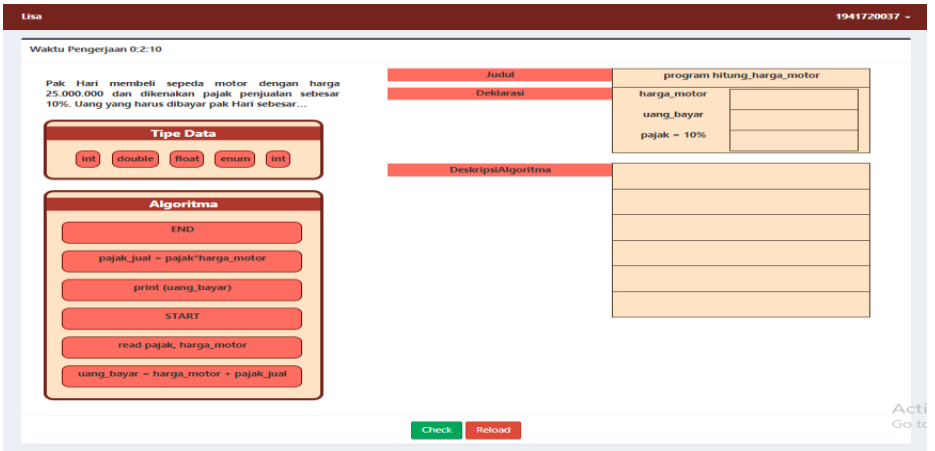 Lisa
1941720037
Waktu Pengerjaan 0:2:10
Pak Hari membeli sepeda motor dengan harga
25.000.000 dan dikenakan pajak penjualan sebesar
10%. Uang yang harus dibayar pak Hari sebesar...
Tipe Data
int double float enum int
Algoritma
END
pajak_jual = pajak*harga_motor
print (uang_bayar)
START
read pajak, harga_motor
uang_bayar = harga_motor + pajak_jual
Judul
program hitung_harga_motor
Deklarasi
harga_motor
uang_bayar
pajak = 10%
DeskripsiAlgoritma
Check Reload
Acti
Go to